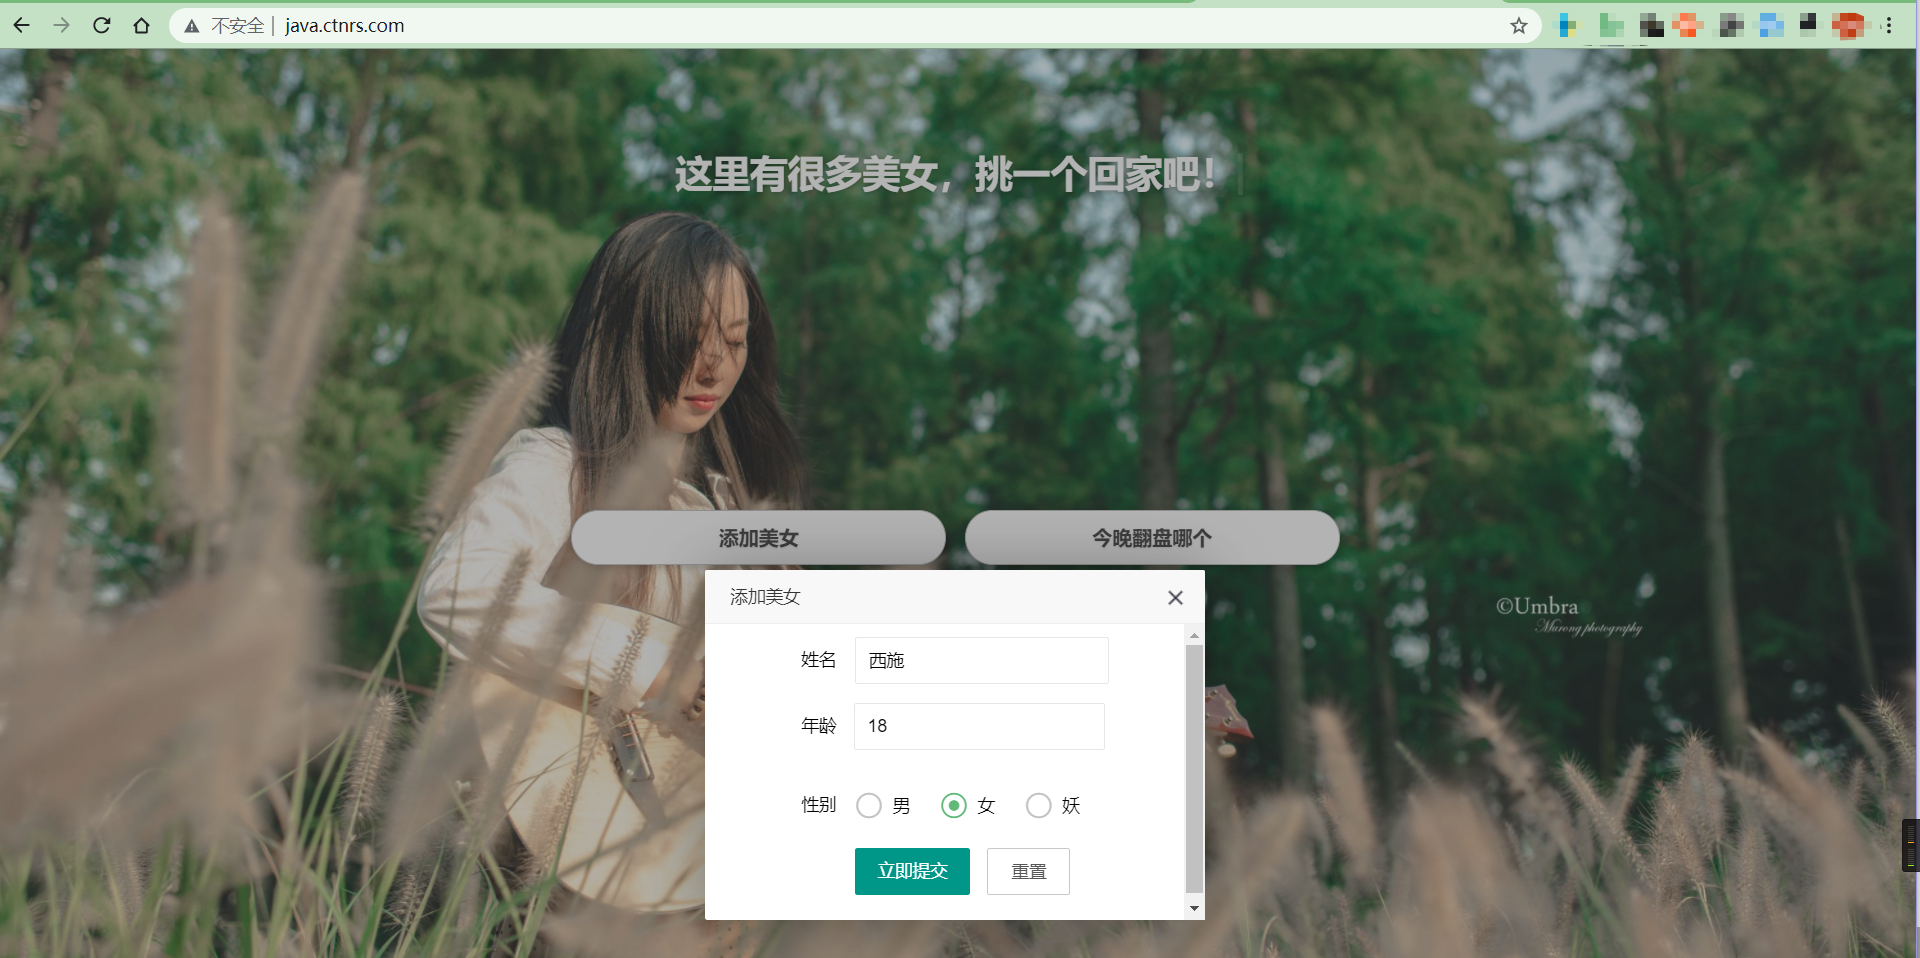 不安全 | java.ctnrs.com
这里有很多美女，挑一个回家吧！
添加美女
今晚翻盘哪个
©Umbra
Murong photography
添加美女
姓名 西施
年龄 18
性别 男 女 妖
立即提交 重置